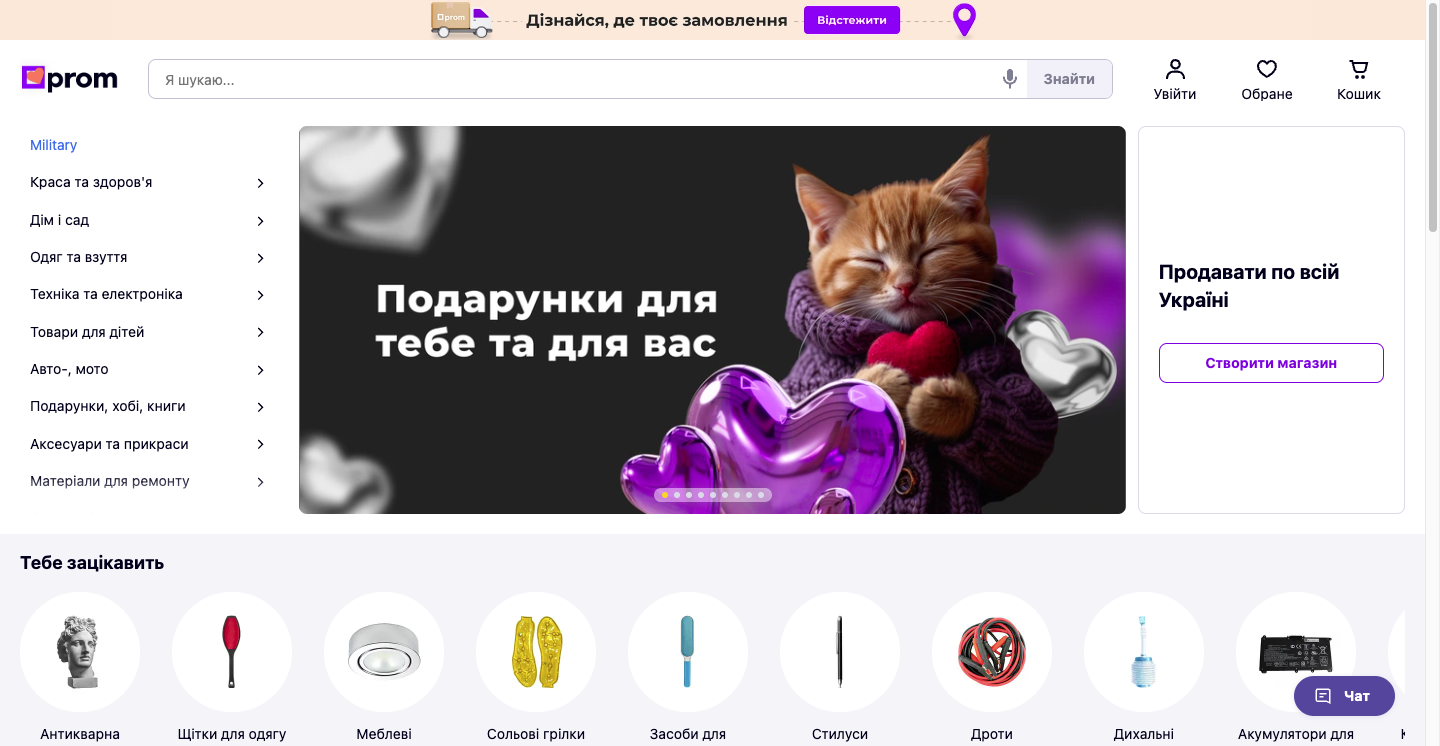 prom
Дізнайся, де твоє замовлення
Відстежити
prom
Я шукаю...
Знайти
Увійти
Обране
Кошик
Military
Краса та здоров'я
Дім і сад
Одяг та взуття
Техніка та електроніка
Товари для дітей
Авто-, мото
Подарунки, хобі, книги
Аксесуари та прикраси
Матеріали для ремонту
Подарунки для
тебе та для вас
Продавати по всій
Україні
Створити магазин
Тебе зацікавить
Антикварна
Щітки для одягу
Меблеві
Сольові грілки
Засоби для
Стилуси
Дроти
Дихальні
Акумулятори для
Чат